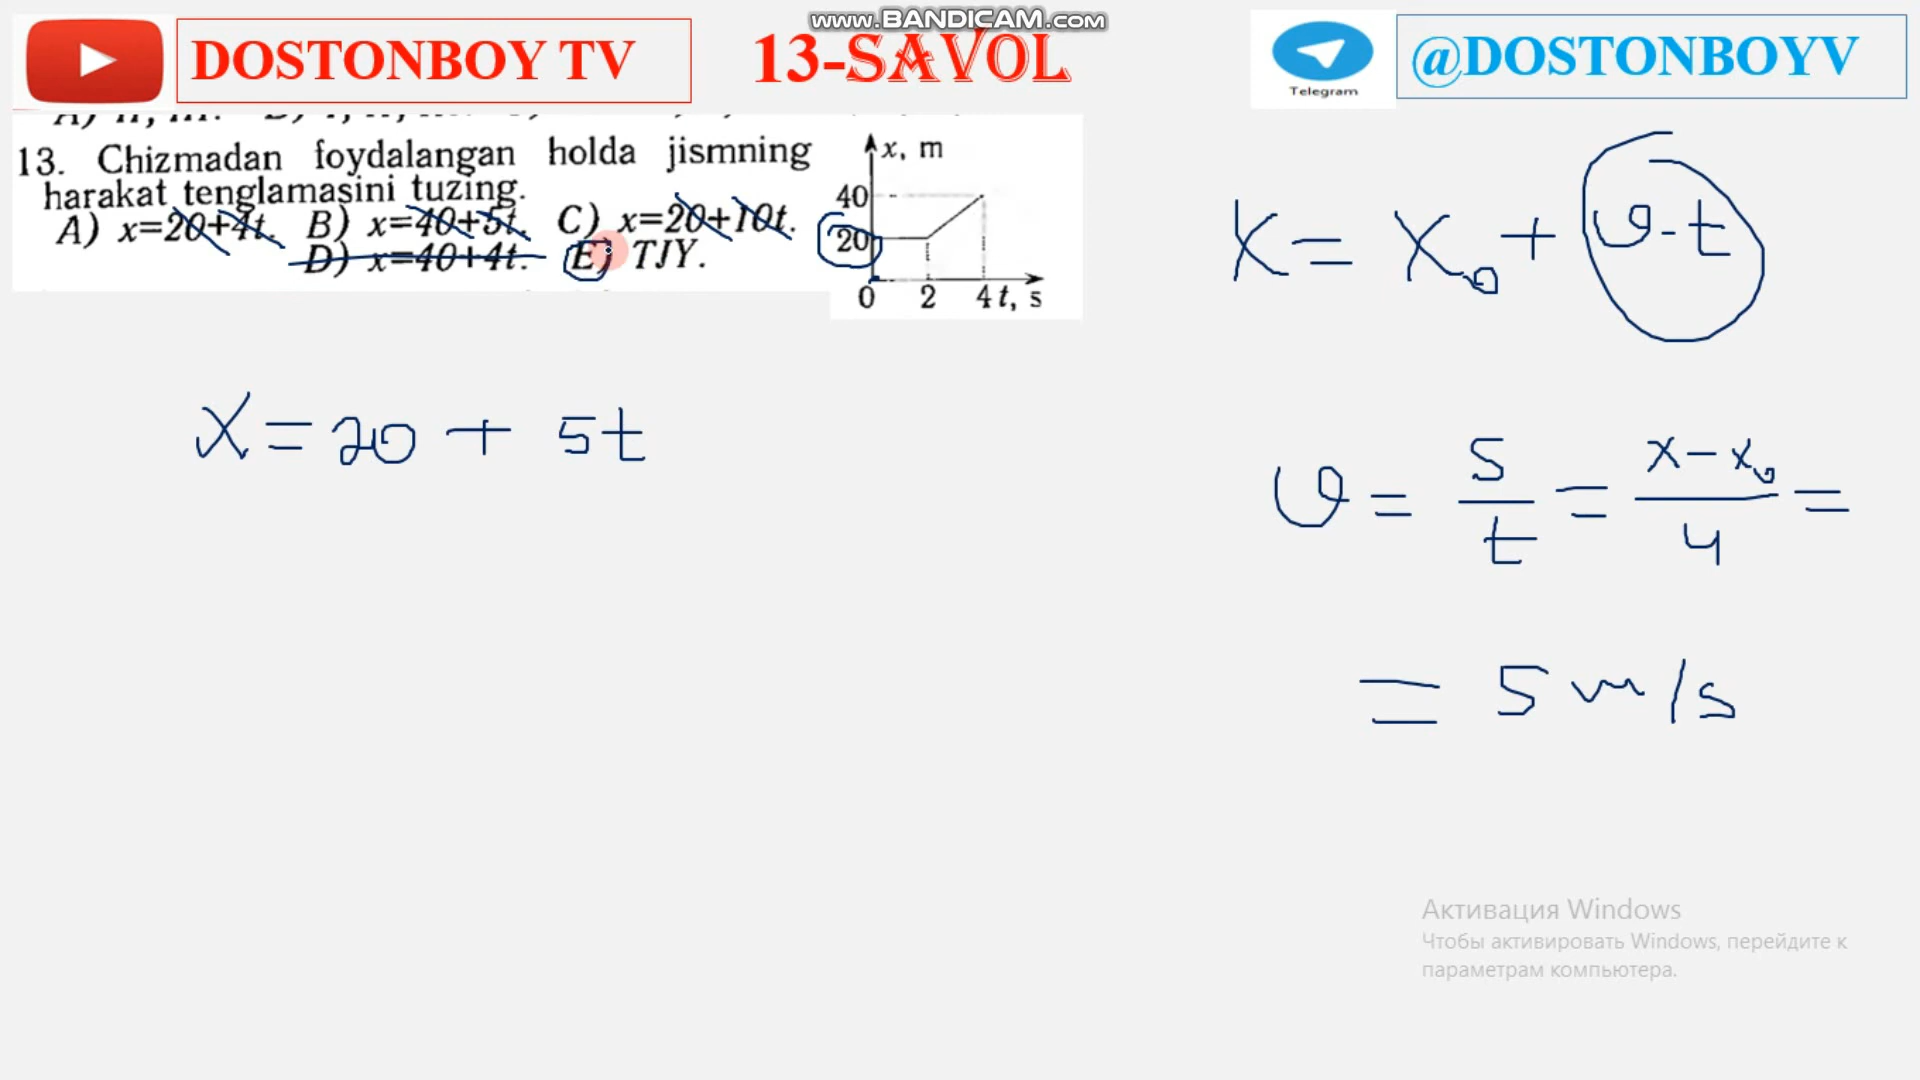 www.BANDICAM.com
DOSTONBOY TV
13-SAVOL
Telegram
@DOSTONBOYV
13. Chizmadan foydalangan holda jismning
harakat tenglamasini tuzing.
A) x=20+4t. B) x=40+5t. C) x=20+10t.
D) x=40+4t. E) TJY.
x, m
40
20
0 2 4 t, s
x = x₀ + υ - t
x = 20 + 5t
υ = s/t = x - x₀/4 =
= 5 m/s
Активация Windows
Чтобы активировать Windows, перейдите к
параметрам компьютера.